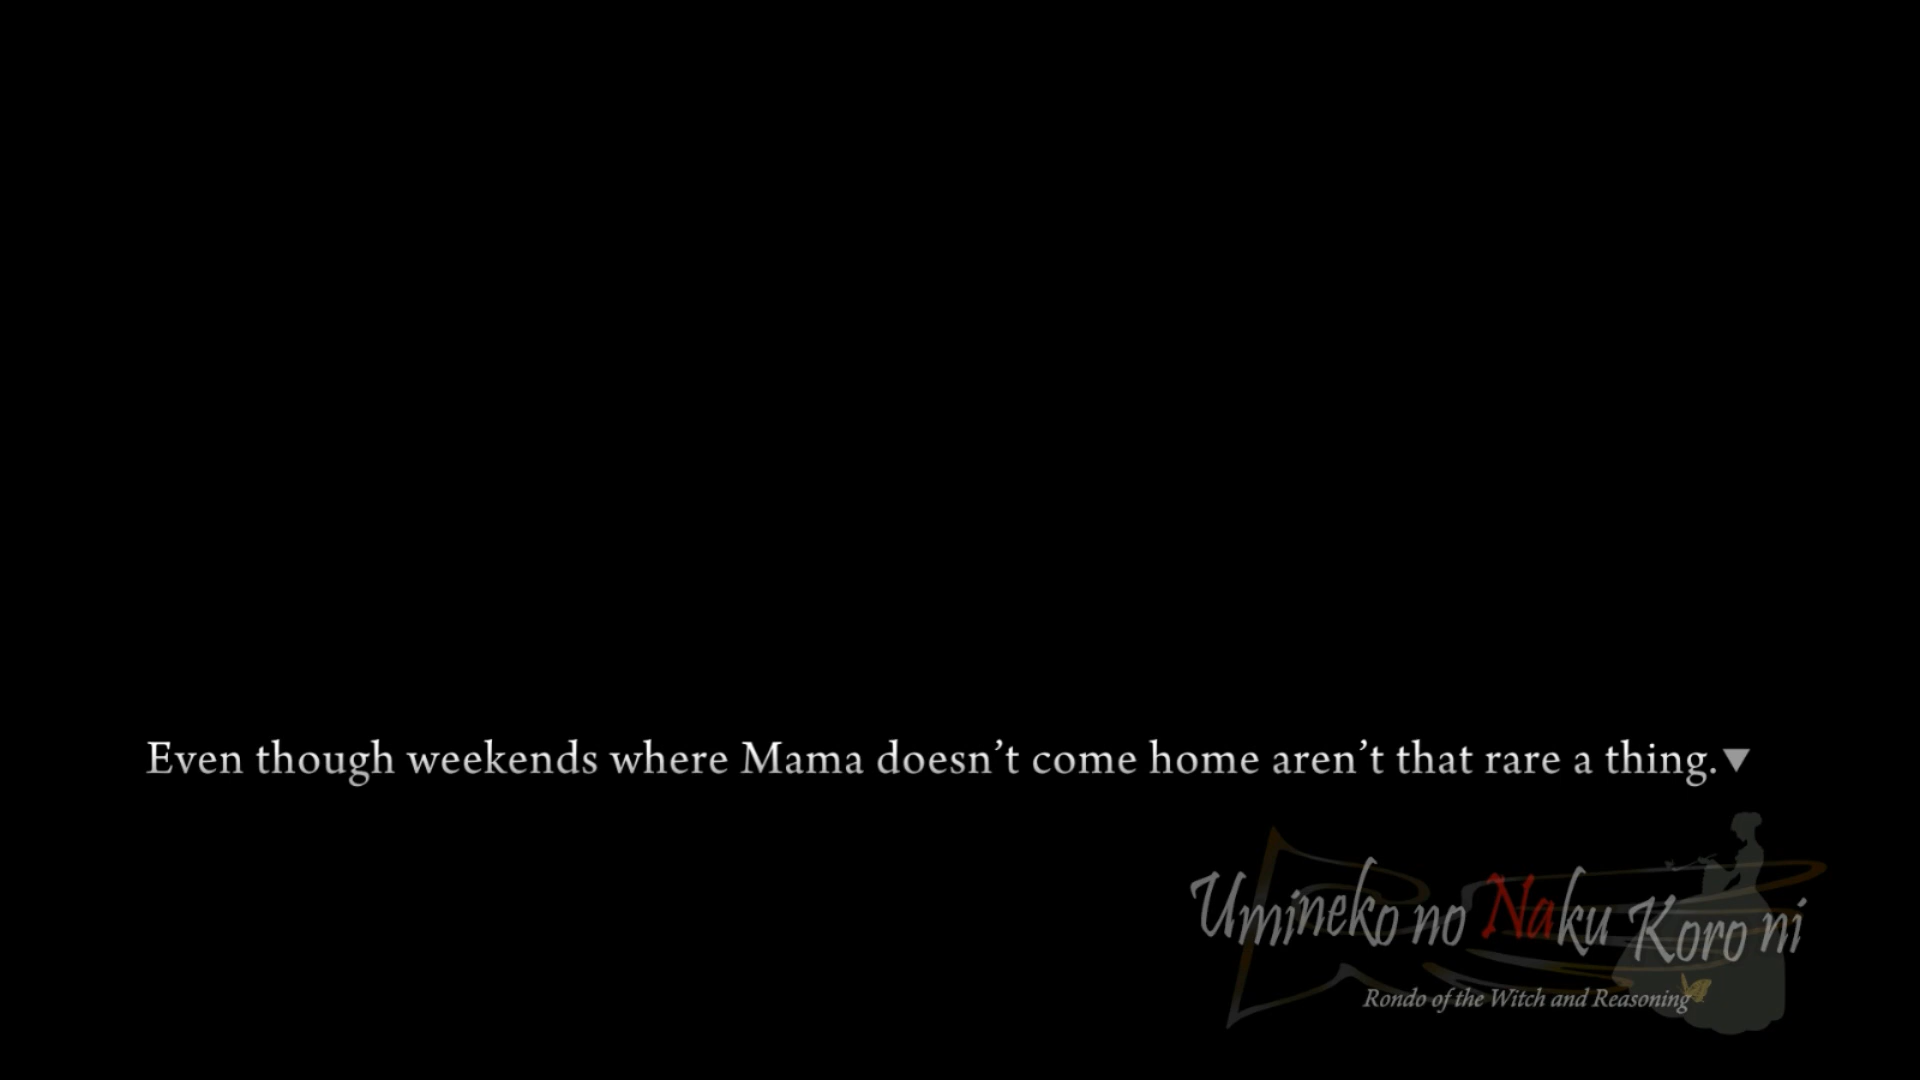 Even though weekends where Mama doesn’t come home aren’t that rare a thing.▼
Umineko no Naku Koro ni
Rondo of the Witch and Reasoning